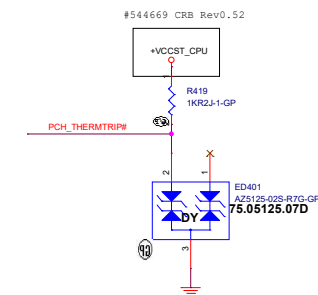 #544669 CRB Rev0.52
+VCCST_CPU
1
R419
1KR2J-1-GP
PCH_THERMTRIP#
2
1
ED401
AZ5125-02S-R7G-GP
DY
75.05125.07D
3